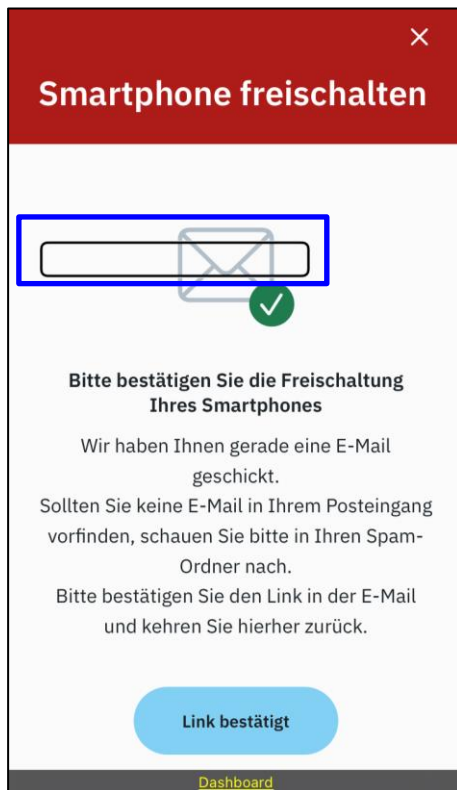 Smartphone freischalten
Bitte bestätigen Sie die Freischaltung
Ihres Smartphones
Wir haben Ihnen gerade eine E-Mail
geschickt.
Sollten Sie keine E-Mail in Ihrem Posteingang
vorfinden, schauen Sie bitte in Ihren Spam-
Ordner nach.
Bitte bestätigen Sie den Link in der E-Mail
und kehren Sie hierher zurück.
Link bestätigt
Dashboard